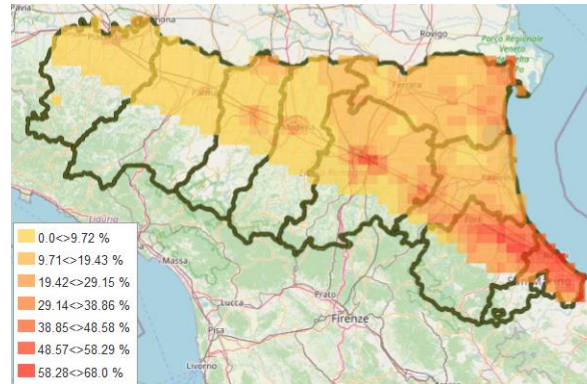 Pavia
Rovigo
Parco Regionale
Veneto
Parma
Ferrara
Modena
Forlì
Liguria
Massa
Lucca
Prato
Pisa
Firenze
Livorno
0.0<>9.72 %
9.71<>19.43 %
19.42<>29.15 %
29.14<>38.86 %
38.85<>48.58 %
48.57<>58.29 %
58.28<>68.0 %